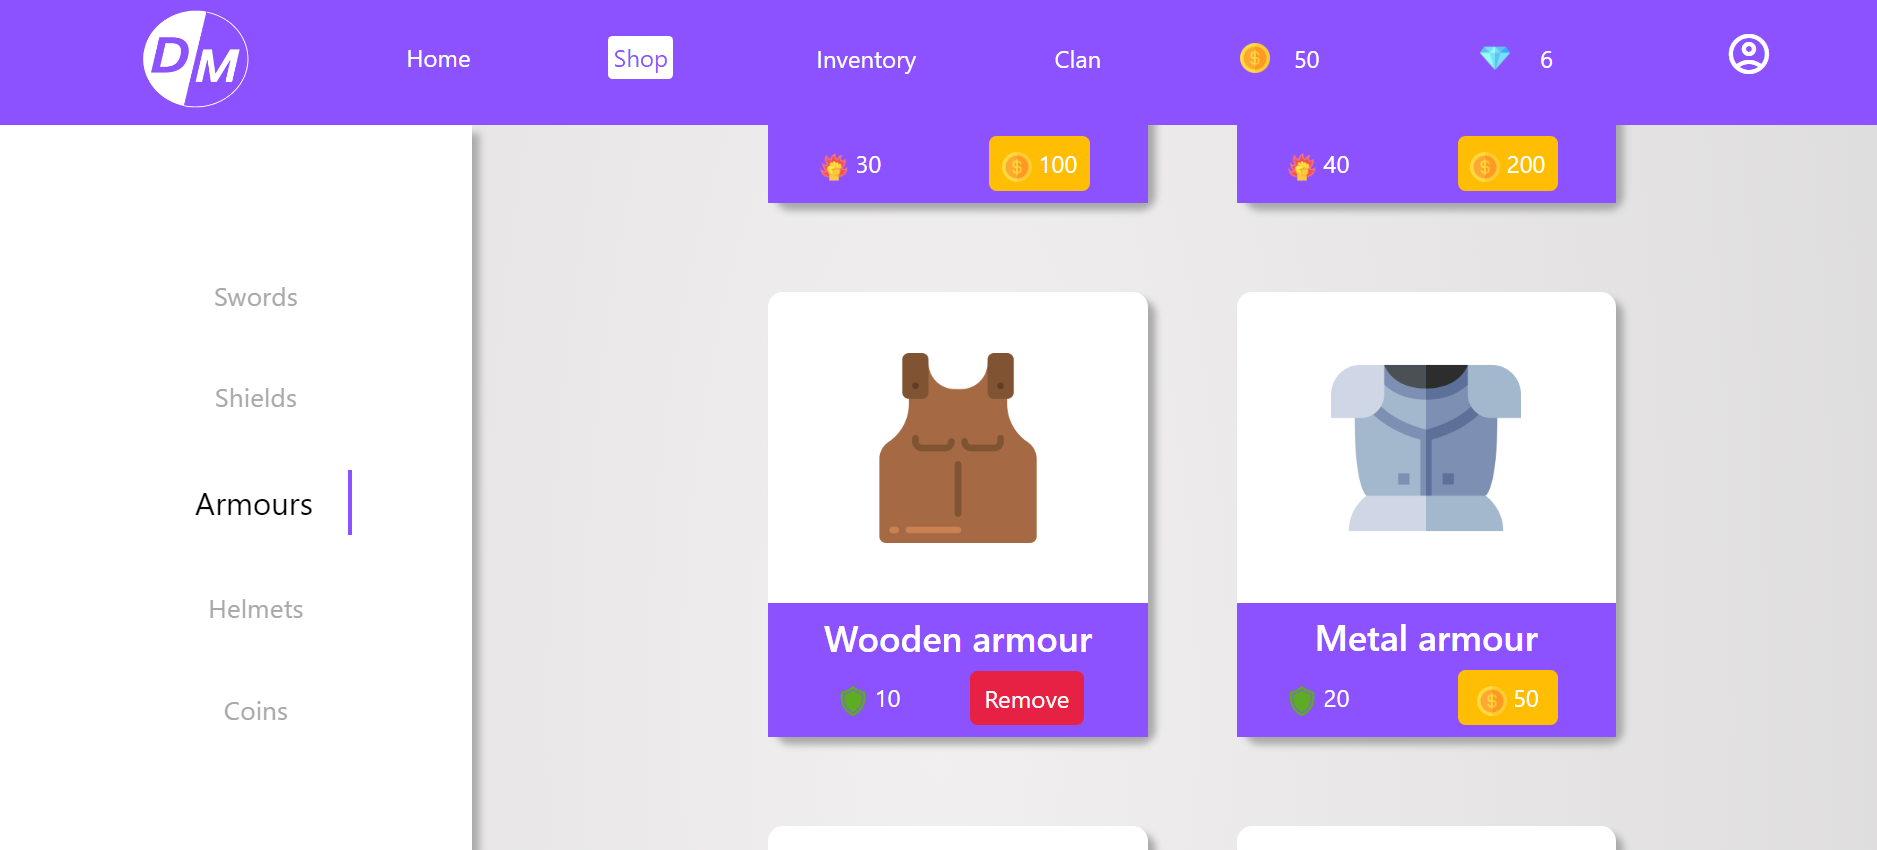 DM
Home
Shop
Inventory
Clan
50
6
30
100
40
200
Swords
Shields
Armours
Helmets
Coins
Wooden armour
10
Remove
Metal armour
20
50